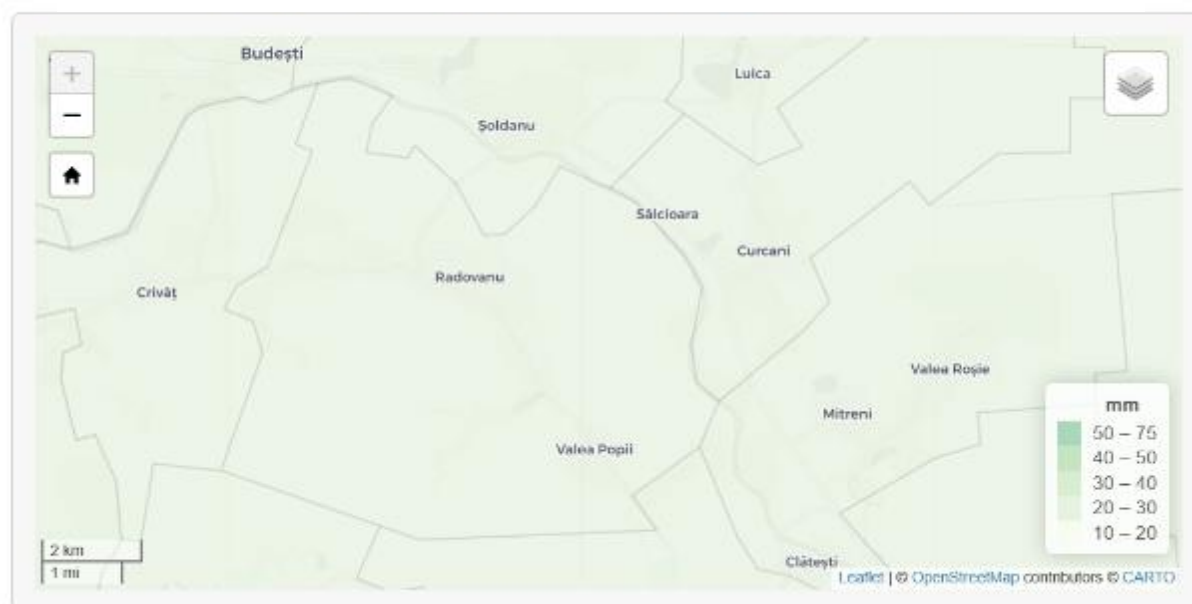 +
−
Budești
Luica
Șoldanu
Sălcioara
Curcani
Radovanu
Crivăț
Valea Roșie
Mitreni
Valea Popii
Clătești
mm
50 – 75
40 – 50
30 – 40
20 – 30
10 – 20
2 km
1 mi
Leaflet | © OpenStreetMap contributors © CARTO